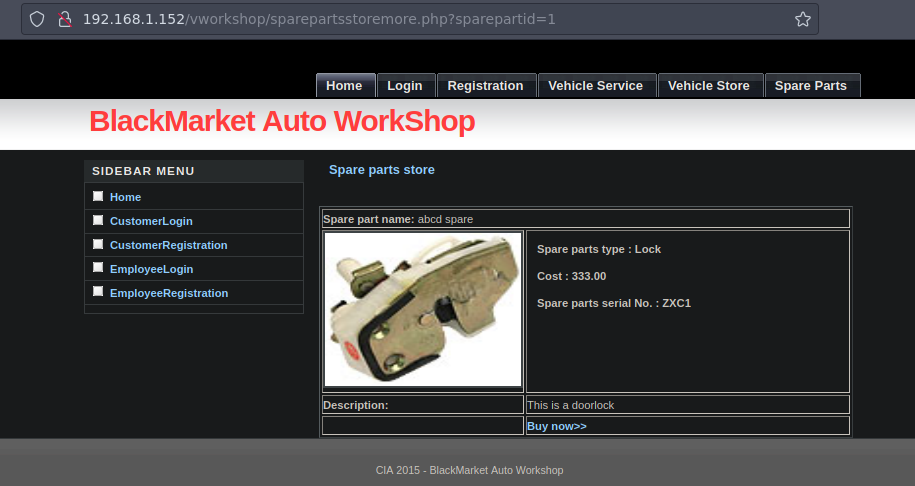 192.168.1.152/vworkshop/sparepartsstoremore.php?sparepartid=1
Home Login Registration Vehicle Service Vehicle Store Spare Parts
BlackMarket Auto WorkShop
SIDEBAR MENU
Home
CustomerLogin
CustomerRegistration
EmployeeLogin
EmployeeRegistration
Spare parts store
Spare part name: abcd spare
Spare parts type : Lock
Cost : 333.00
Spare parts serial No. : ZXC1
Description: This is a doorlock
Buy now>>
CIA 2015 - BlackMarket Auto Workshop